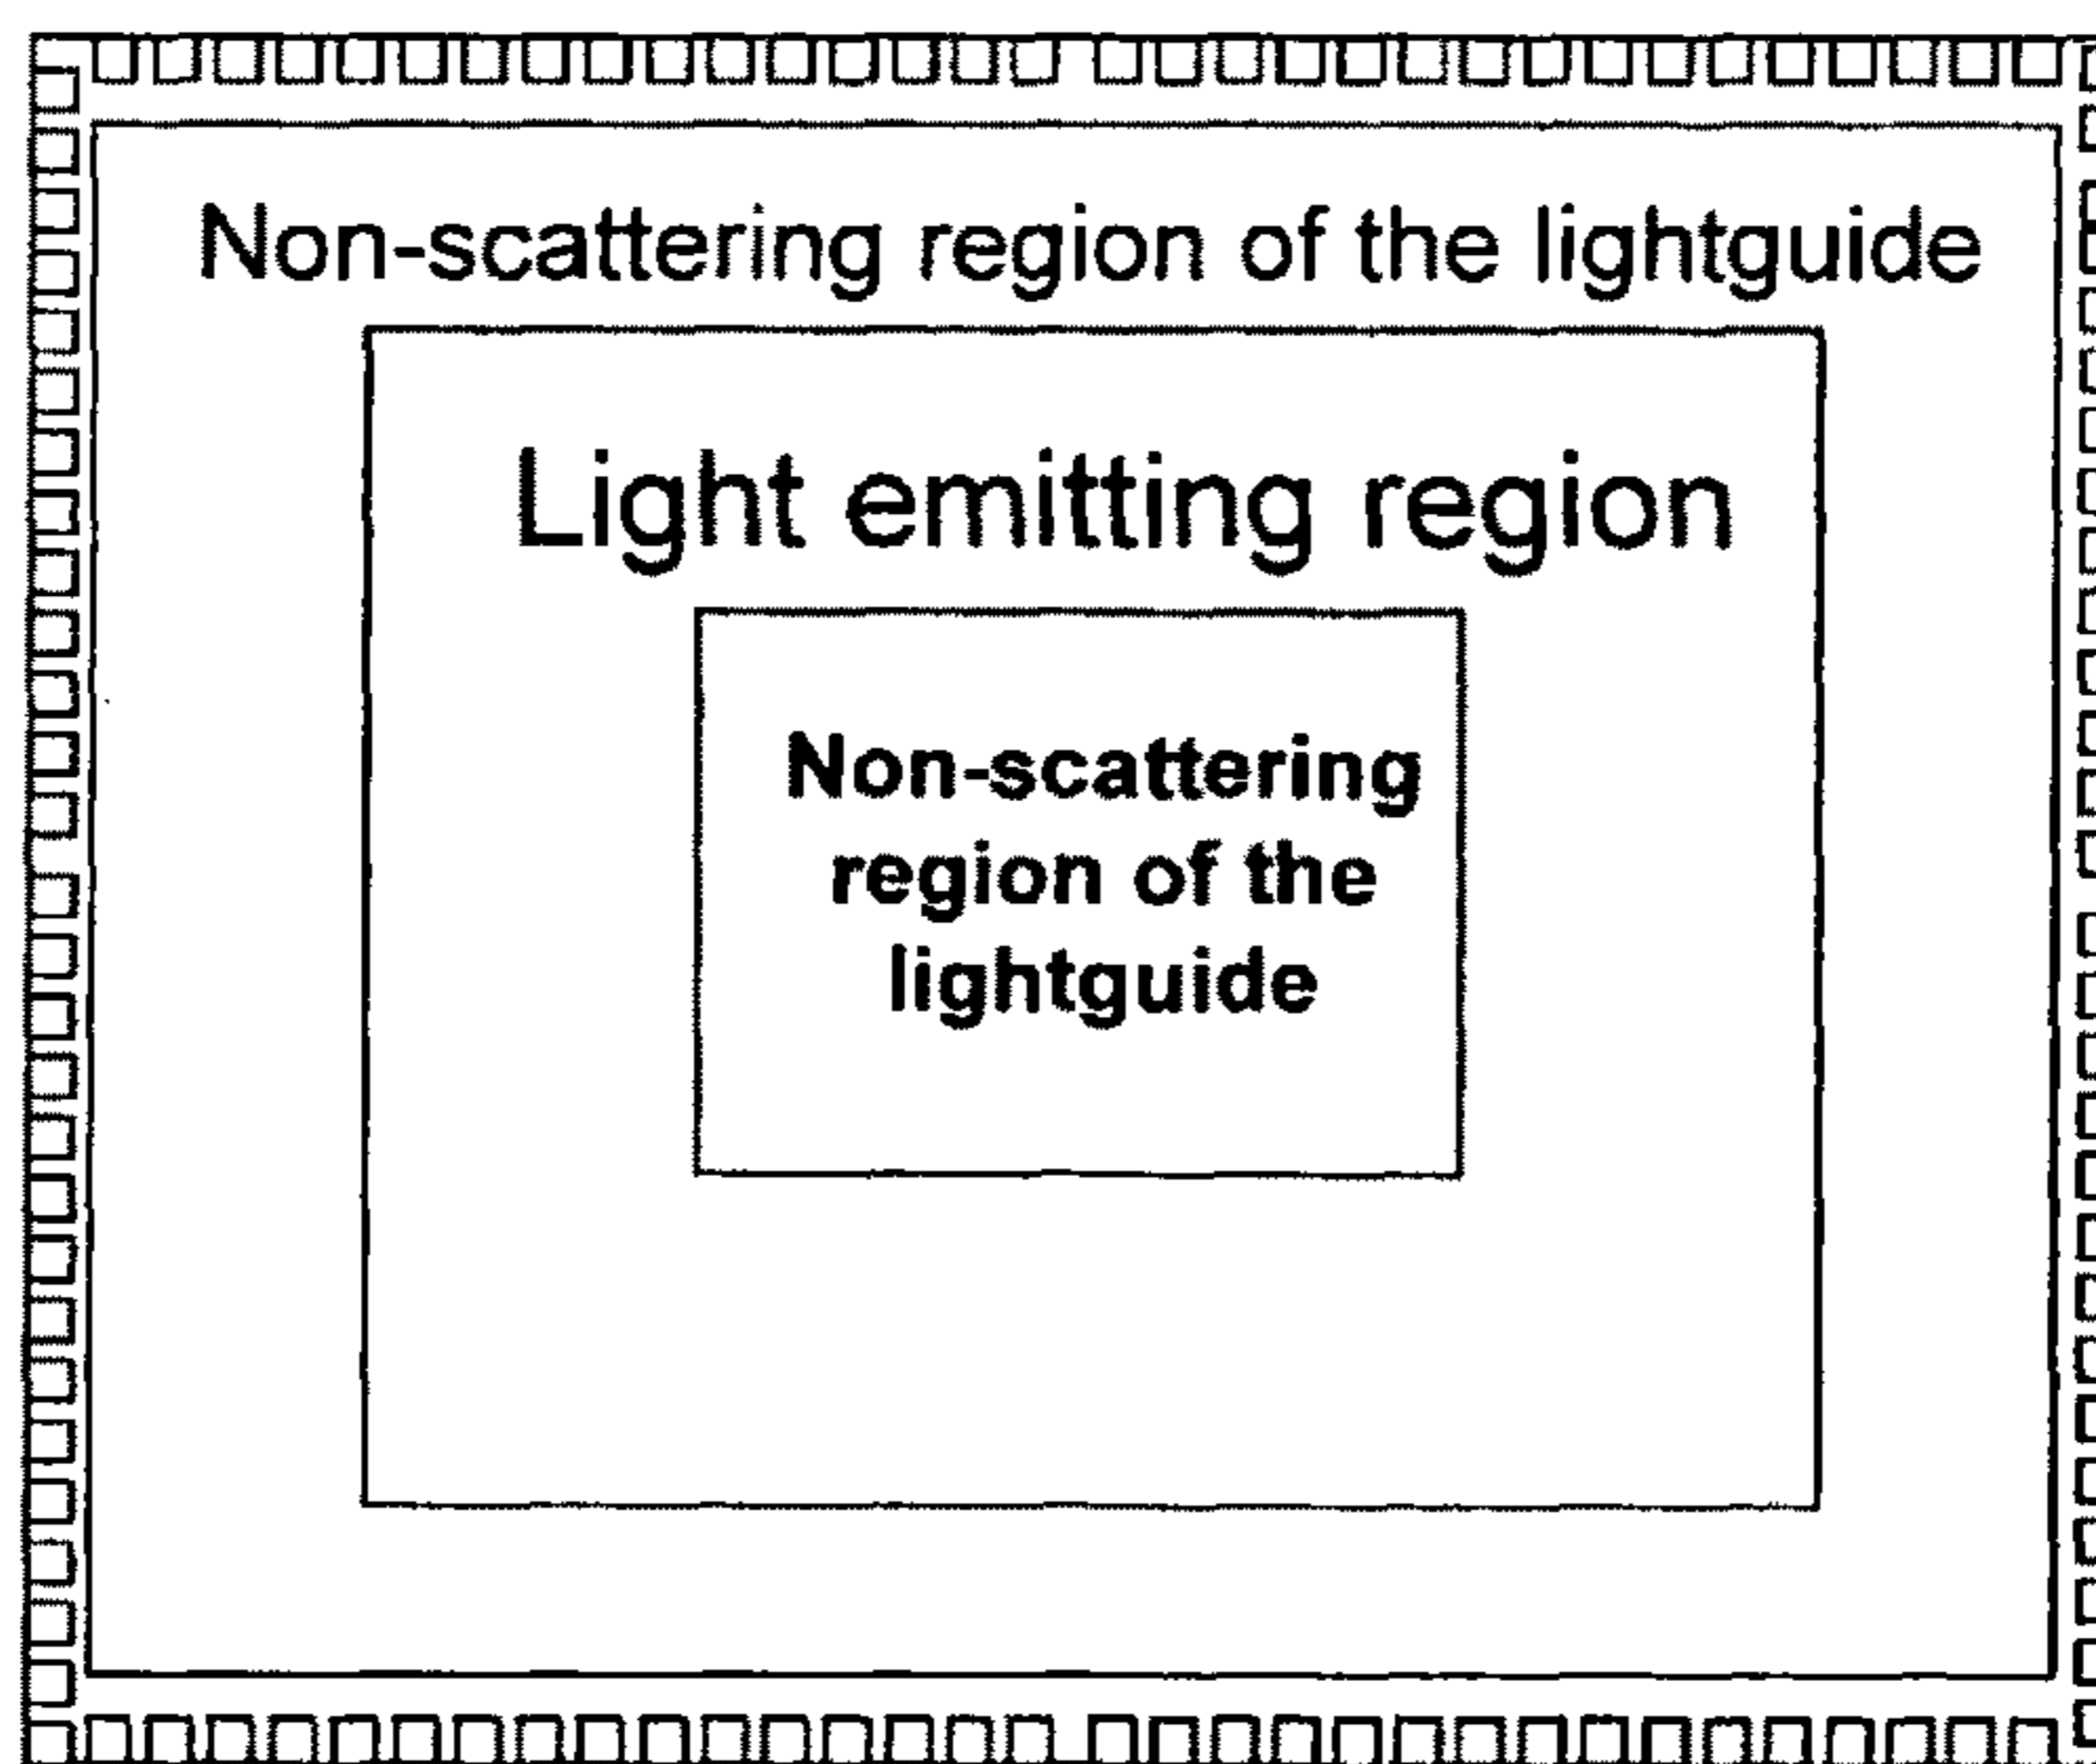 Non-scattering region of the lightguide
Light emitting region
Non-scattering
region of the
lightguide